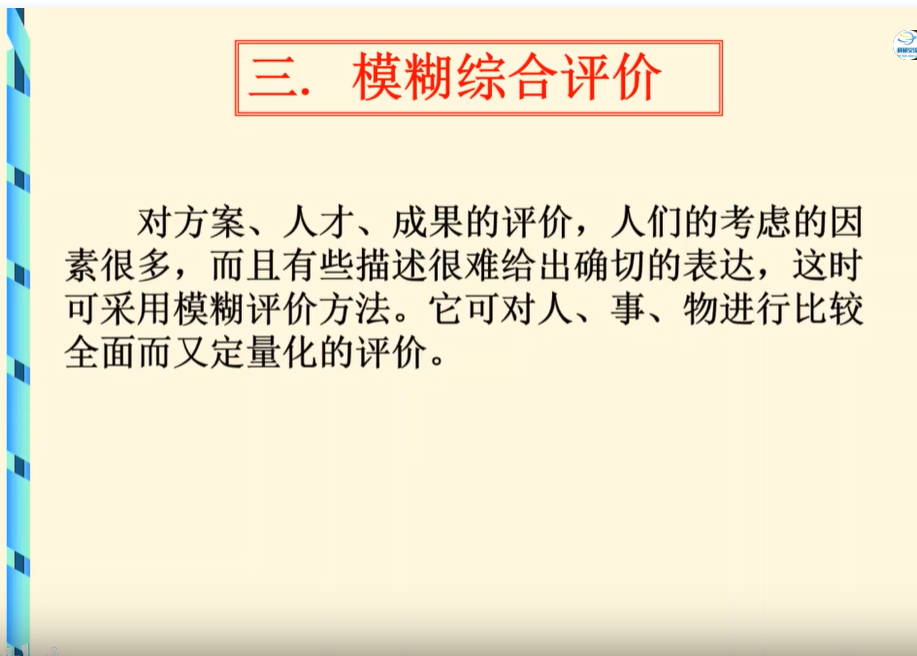 三. 模糊综合评价
对方案、人才、成果的评价，人们的考虑的因
素很多，而且有些描述很难给出确切的表达，这时
可采用模糊评价方法。它可对人、事、物进行比较
全面而又定量化的评价。